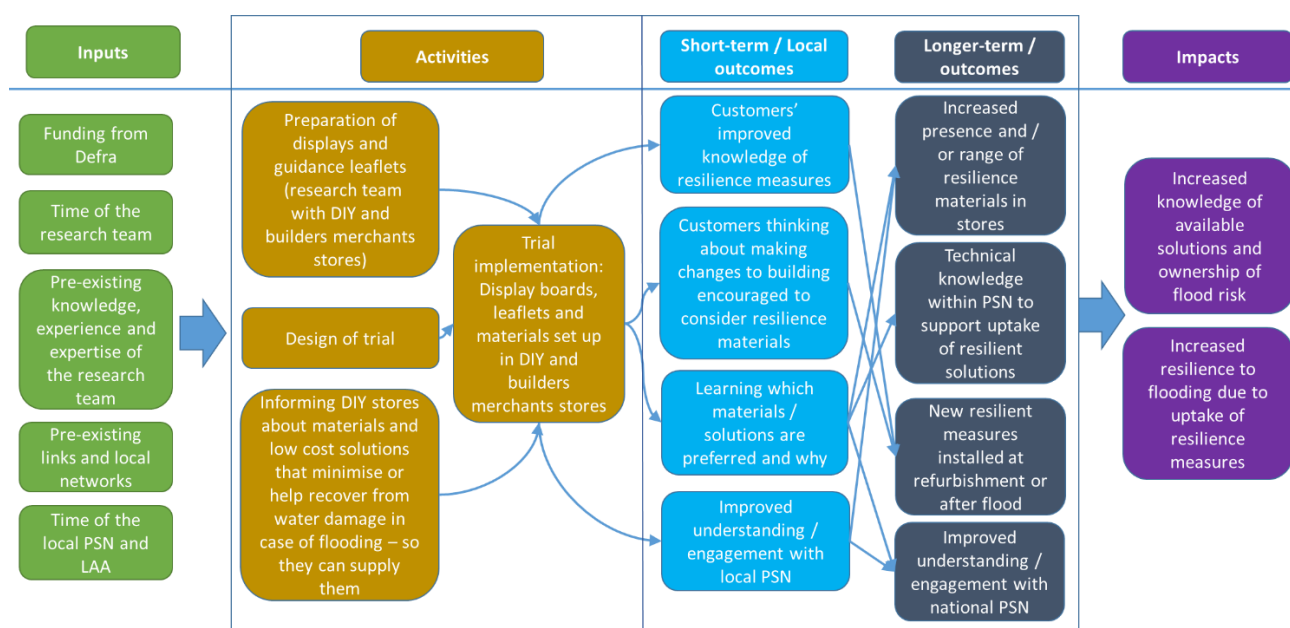 Inputs
Activities
Short-term / Local
outcomes
Longer-term /
outcomes
Impacts
Funding from
Defra
Time of the
research team
Pre-existing
knowledge,
experience and
expertise of
the research
team
Pre-existing
links and local
networks
Time of the
local PSN and
LAA
Preparation of
displays and
guidance leaflets
(research team
with DIY and
builders merchants
stores)
Design of trial
Informing DIY stores
about materials and
low cost solutions
that minimise or
help recover from
water damage in
case of flooding – so
they can supply
them
Trial
implementation:
Display boards,
leaflets and
materials set up
in DIY and
builders
merchants stores
Customers’
improved
knowledge of
resilience measures
Customers thinking
about making
changes to building
encouraged to
consider resilience
materials
Learning which
materials /
solutions are
preferred and why
Improved
understanding /
engagement with
local PSN
Increased
presence and /
or range of
resilience
materials in
stores
Technical
knowledge
within PSN to
support uptake
of resilient
solutions
New resilient
measures
installed at
refurbishment or
after flood
Improved
understanding /
engagement with
national PSN
Increased
knowledge of
available
solutions and
ownership of
flood risk
Increased
resilience to
flooding due to
uptake of
resilience
measures